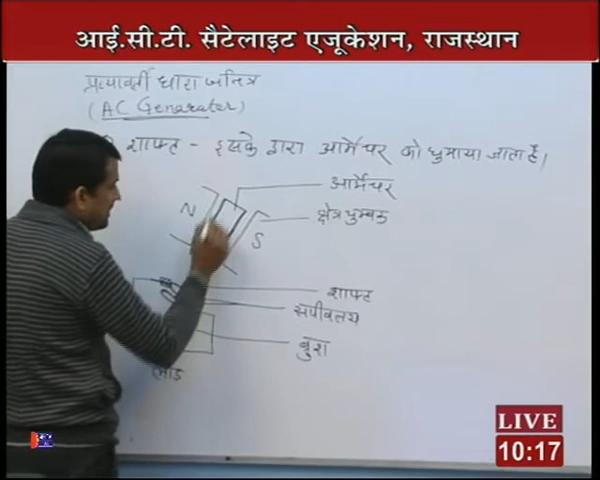 आई.सी.टी. सैटेलाइट एजूकेशन, राजस्थान
प्रत्यावर्ती धारा जनित्र
(AC Genarater)
शाफ्ट - इसके द्वारा आर्मेचर को घुमाया जाता है।
आर्मेचर
N
क्षेत्र चुम्बक
S
शाफ्ट
सर्पीवलय
ब्रुश
लोड
LIVE
10:17